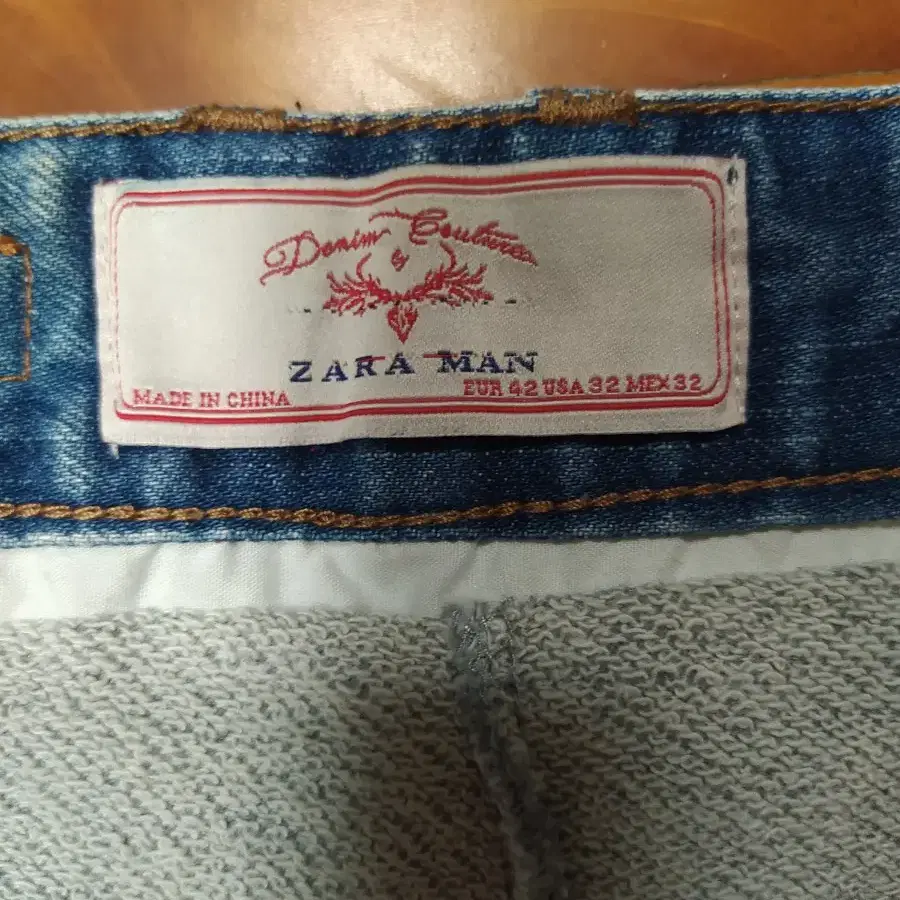 Denim Couture
ZARA MAN
MADE IN CHINA
EUR 42 USA 32 MEX 32